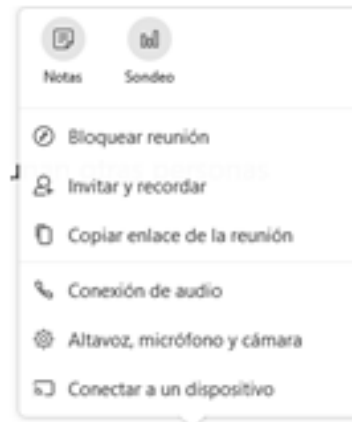 Notas Sondeo
Bloquear reunión
Invitar y recordar
Copiar enlace de la reunión
Conexión de audio
Altavoz, micrófono y cámara
Conectar a un dispositivo